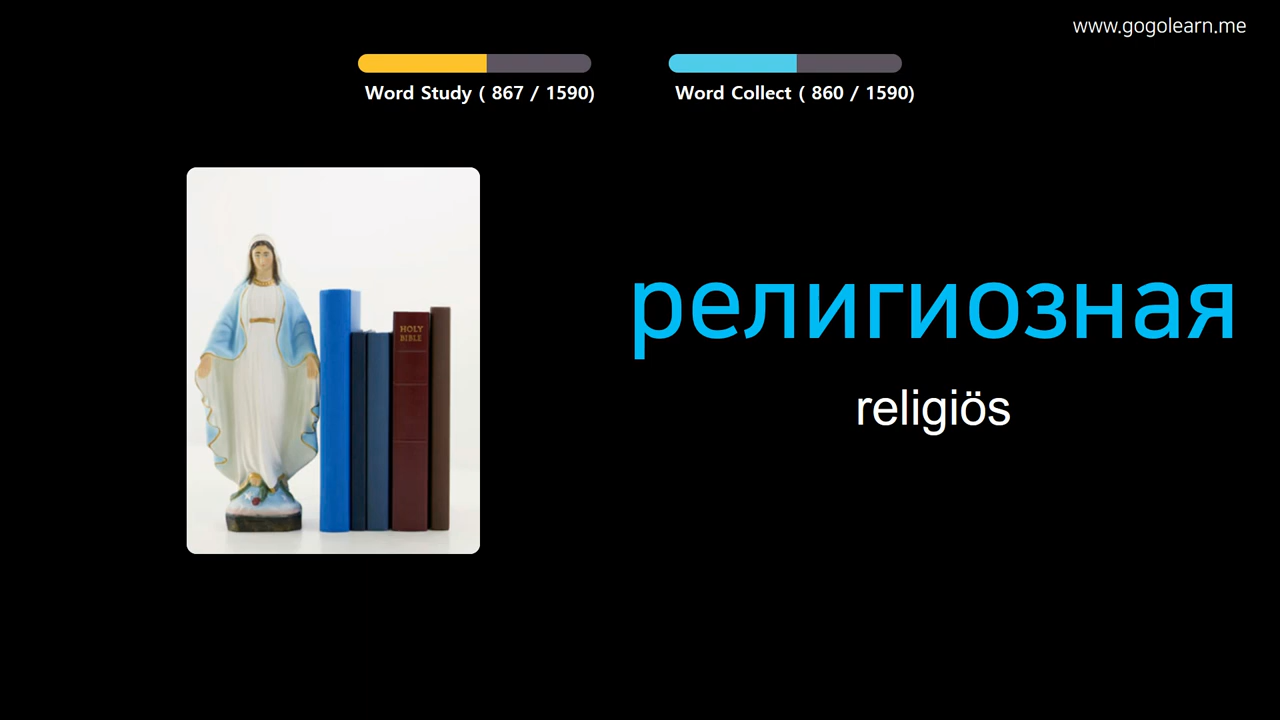 www.gogolearn.me
Word Study ( 867 / 1590)
Word Collect ( 860 / 1590)
HOLY
BIBLE
религиозная
religiös